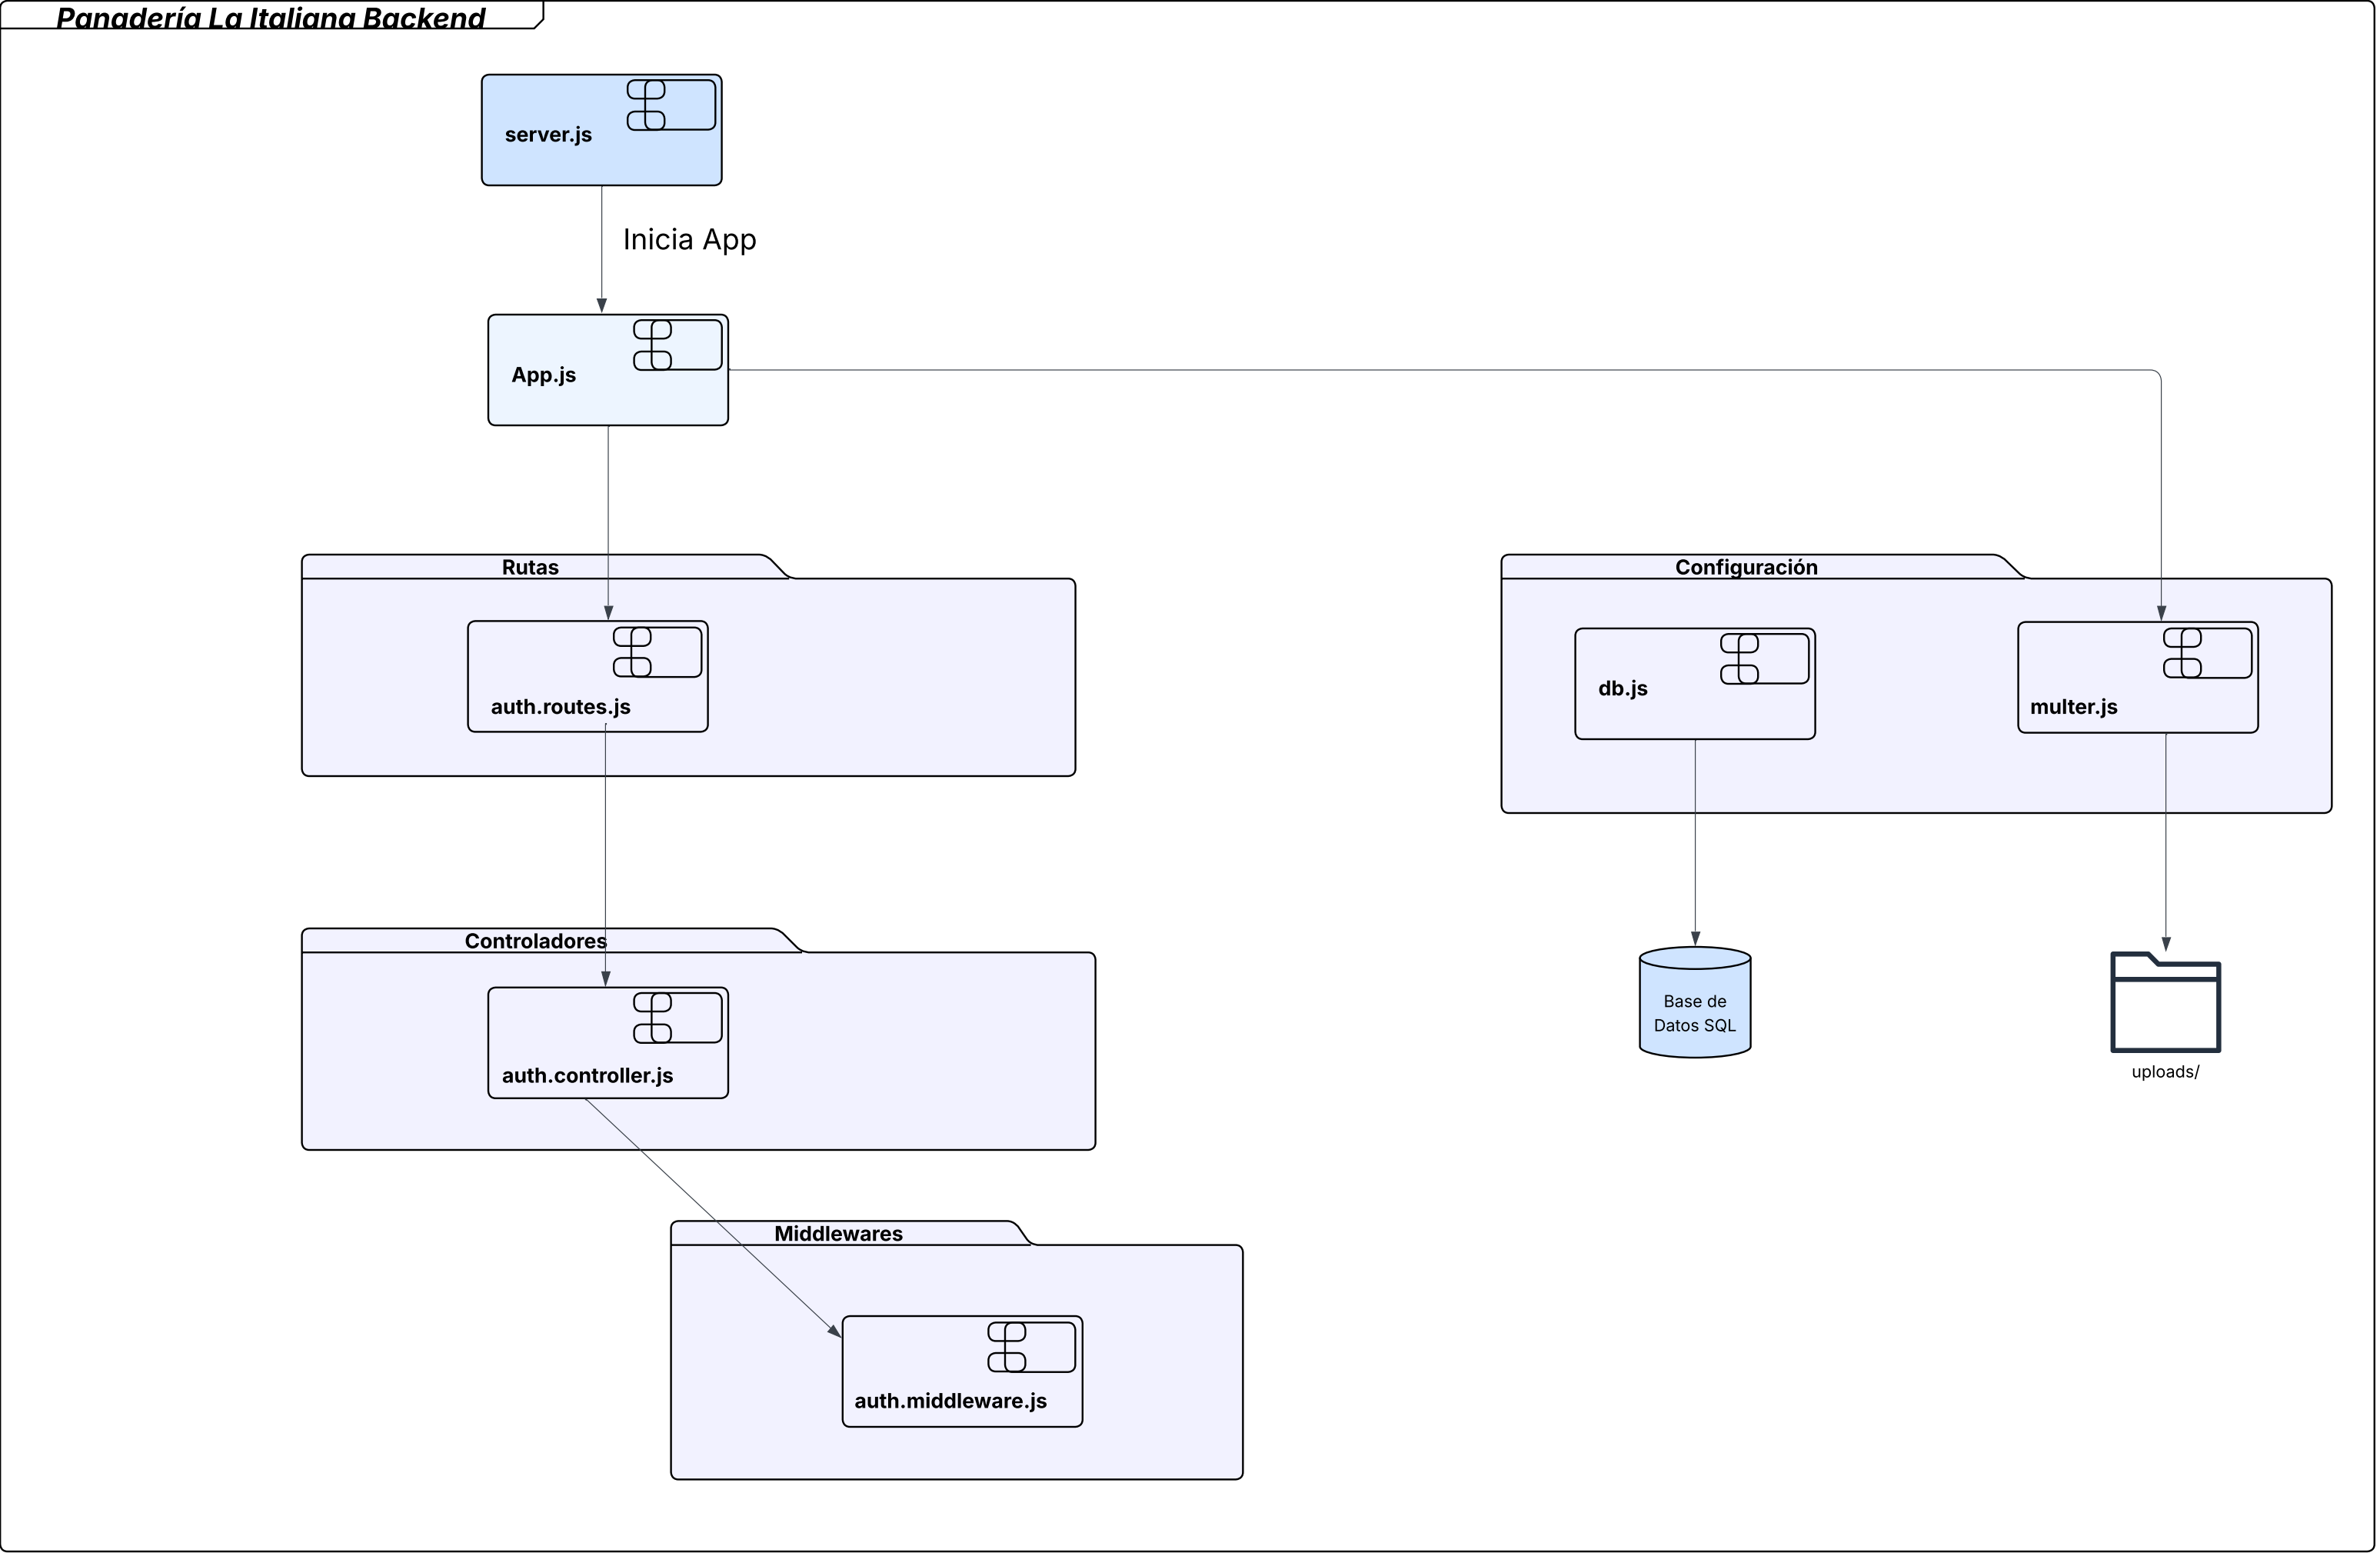 Panadería La Italiana Backend
server.js
Inicia App
App.js
Rutas
auth.routes.js
Configuración
db.js
multer.js
Controladores
auth.controller.js
Base de
Datos SQL
uploads/
Middlewares
auth.middleware.js